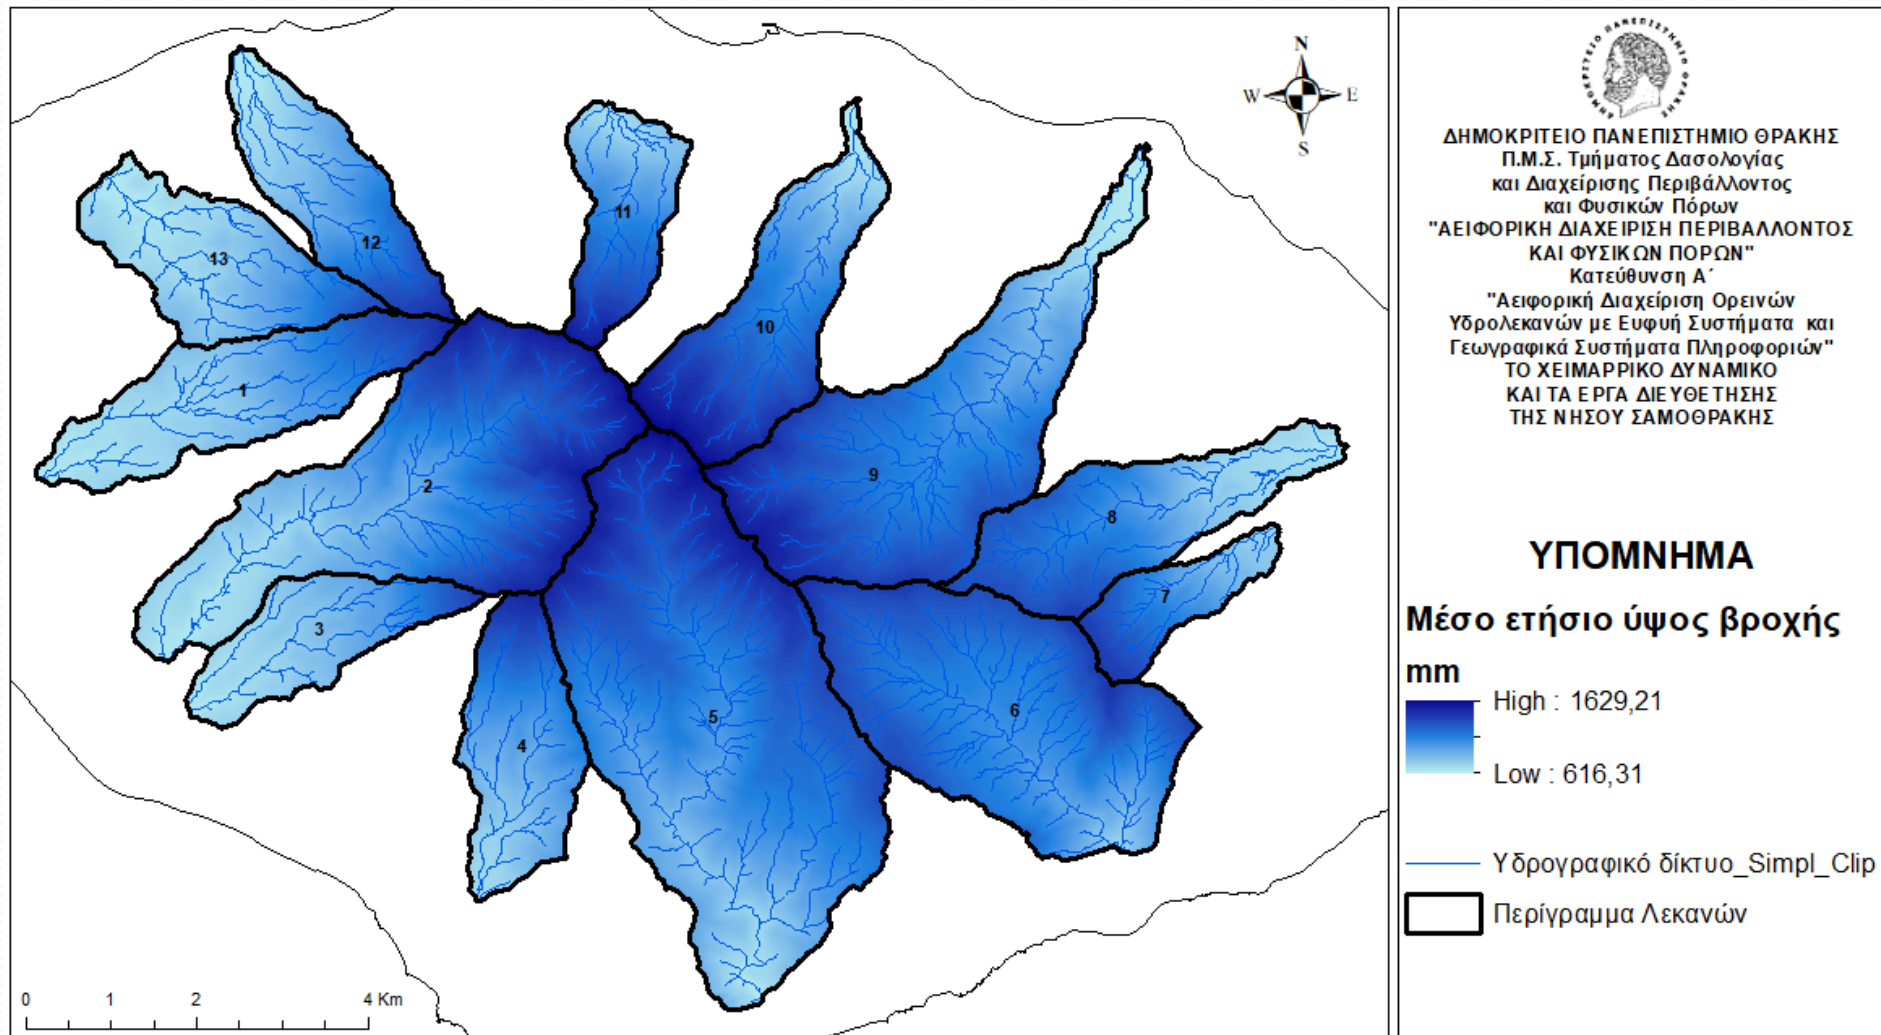 N
W E
S
12
11
13
10
1
2
9
8
7
3
6
5
4
0 1 2 4 Km
ΔΗΜΟΚΡΙΤΕΙΟ ΠΑΝΕΠΙΣΤΗΜΙΟ ΘΡΑΚΗΣ
ΔΗΜΟΚΡΙΤΕΙΟ ΠΑΝΕΠΙΣΤΗΜΙΟ ΘΡΑΚΗΣ
Π.Μ.Σ. Τμήματος Δασολογίας
και Διαχείρισης Περιβάλλοντος
και Φυσικών Πόρων
"ΑΕΙΦΟΡΙΚΗ ΔΙΑΧΕΙΡΙΣΗ ΠΕΡΙΒΑΛΛΟΝΤΟΣ
ΚΑΙ ΦΥΣΙΚΩΝ ΠΟΡΩΝ"
Κατεύθυνση Α΄
"Αειφορική Διαχείριση Ορεινών
Υδρολεκανών με Ευφυή Συστήματα και
Γεωγραφικά Συστήματα Πληροφοριών"
ΤΟ ΧΕΙΜΑΡΡΙΚΟ ΔΥΝΑΜΙΚΟ
ΚΑΙ ΤΑ ΕΡΓΑ ΔΙΕΥΘΕΤΗΣΗΣ
ΤΗΣ ΝΗΣΟΥ ΣΑΜΟΘΡΑΚΗΣ
ΥΠΟΜΝΗΜΑ
Μέσο ετήσιο ύψος βροχής
mm
High : 1629,21
Low : 616,31
Υδρογραφικό δίκτυο_Simpl_Clip
Περίγραμμα Λεκανών